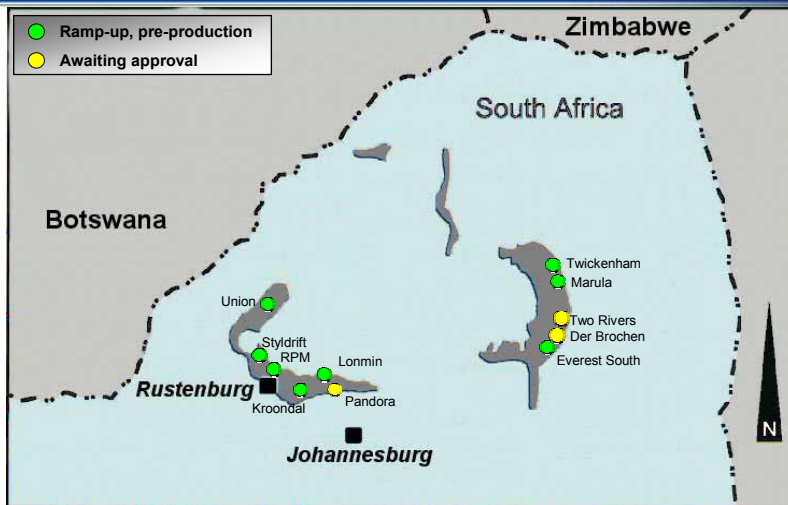 Ramp-up, pre-production
Awaiting approval
Zimbabwe
South Africa
Botswana
Twickenham
Marula
Union
Two Rivers
Der Brochen
Styldrift
Everest South
RPM
Lonmin
Rustenburg
Kroondal
Pandora
Johannesburg
N